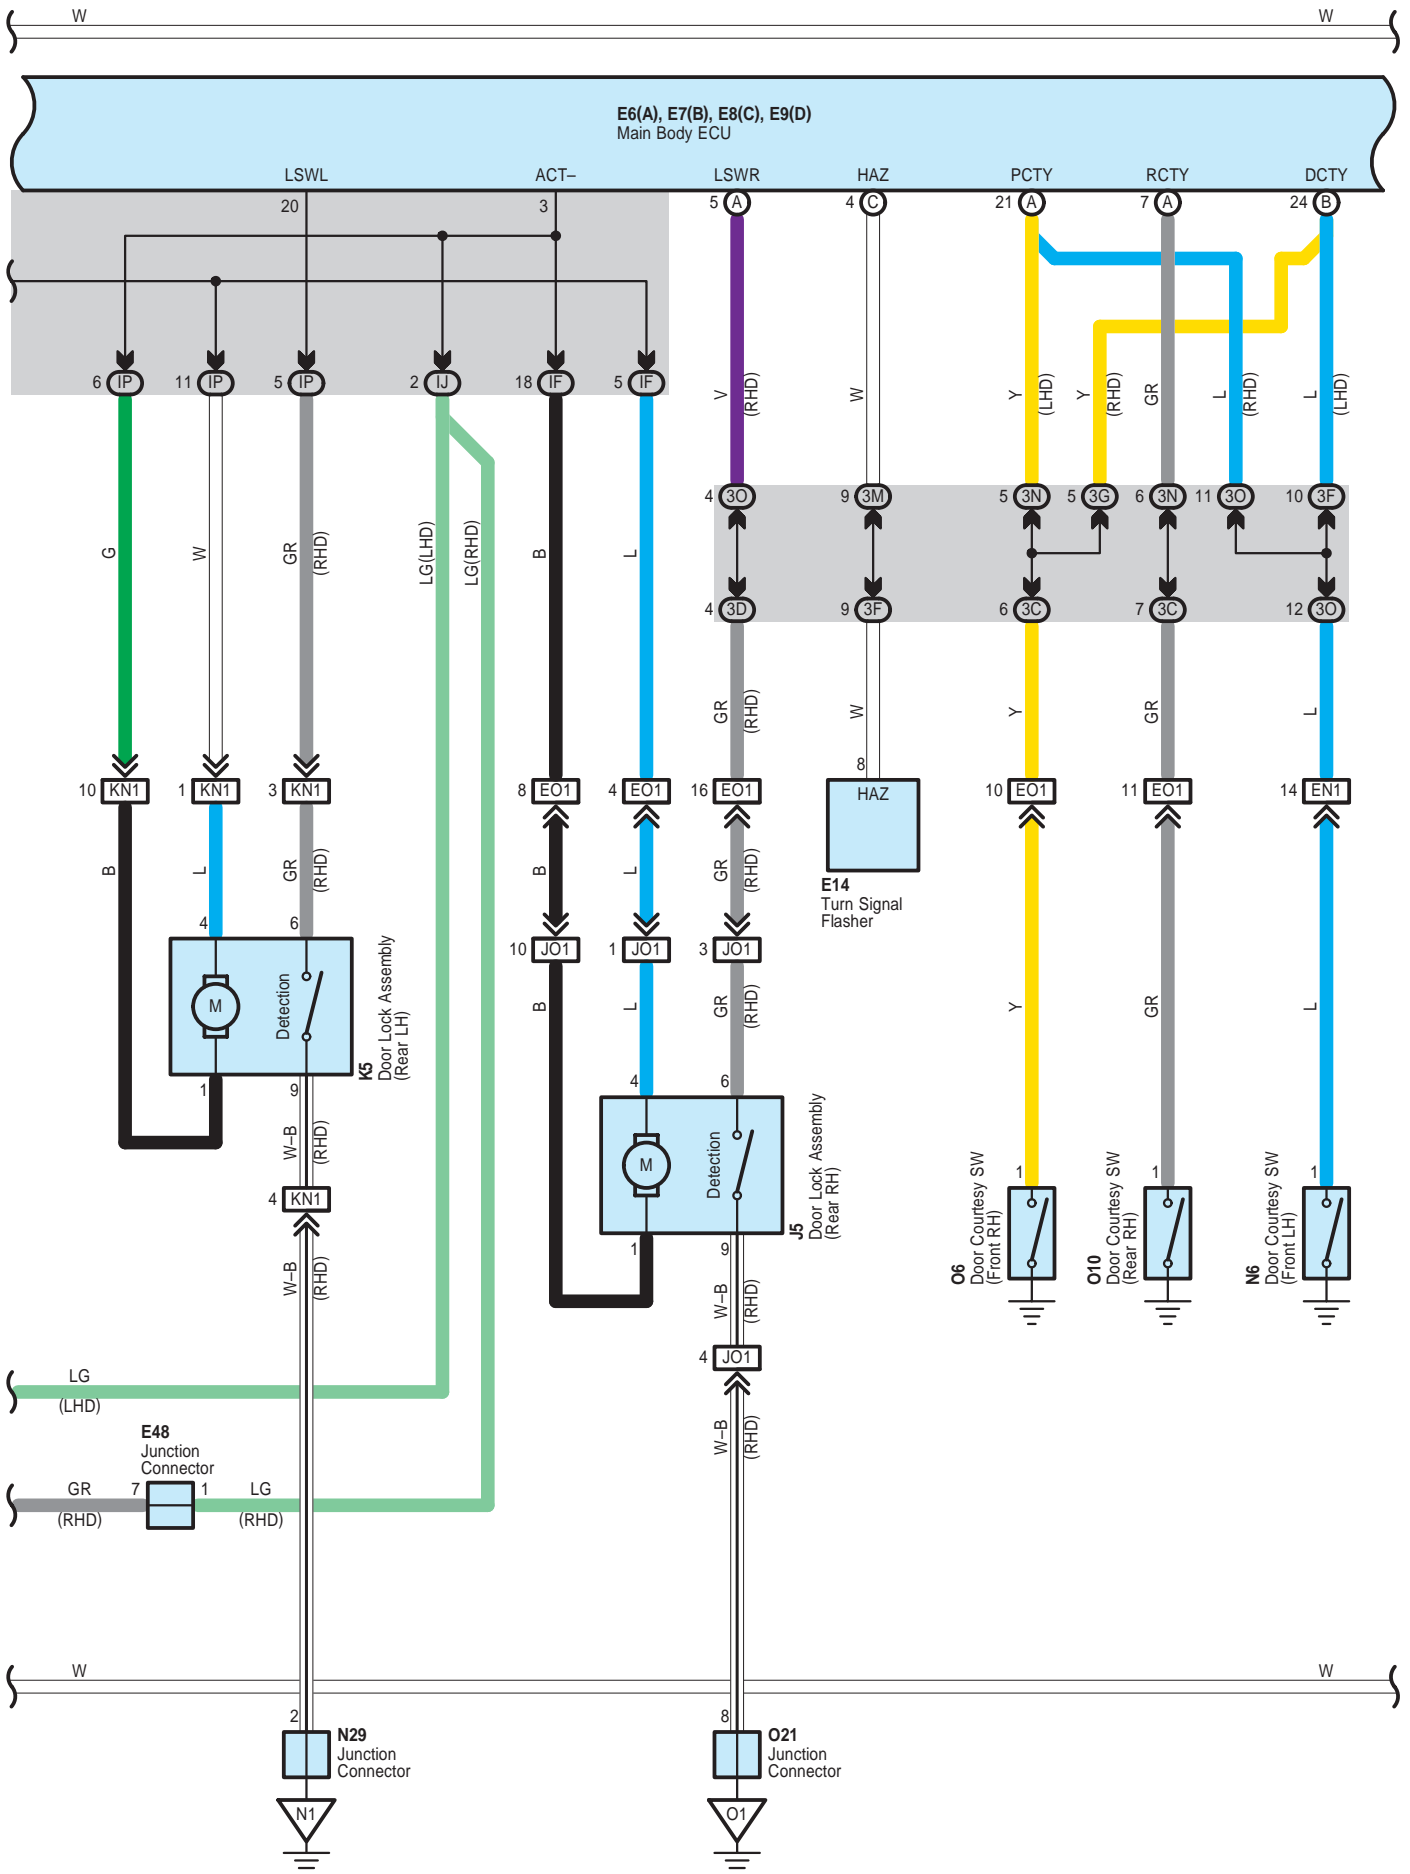 W W
E6(A), E7(B), E8(C), E9(D)
Main Body ECU
LSWL ACT– LSWR HAZ PCTY RCTY DCTY
20 3 5 A 4 C 21 A 7 A 24 B
6 IP 11 IP 5 IP 2 IJ 18 IF 5 IF
V (RHD) W Y (LHD) Y (RHD) GR L (RHD) L (LHD)
4 3O 9 3M 5 3N 5 3G 6 3N 11 3O 10 3F
G W GR (RHD) LG(LHD) LG(RHD) B L
4 3D 9 3F 6 3C 7 3C 12 3O
GR (RHD) W Y GR L
8
10 KN1 1 KN1 3 KN1 8 EO1 4 EO1 16 EO1 HAZ 10 EO1 11 EO1 14 EN1
B L GR (RHD) B L GR (RHD)
E14
Turn Signal
Flasher
4 6
10 JO1 1 JO1 3 JO1
M Detection
K5
Door Lock Assembly
(Rear LH)
B L GR (RHD) Y GR L
1 9 4 6
W–B (RHD)
M Detection
J5
Door Lock Assembly
(Rear RH)
1 1 1
4 KN1
O6
Door Courtesy SW
(Front RH)
O10
Door Courtesy SW
(Rear RH)
N6
Door Courtesy SW
(Front LH)
1 9
W–B (RHD) W–B (RHD)
4 JO1
LG
(LHD)
W–B (RHD)
E48
Junction
Connector
GR 7 1 LG
(RHD) (RHD)
W W
2 N29
Junction
Connector
8 O21
Junction
Connector
N1 O1